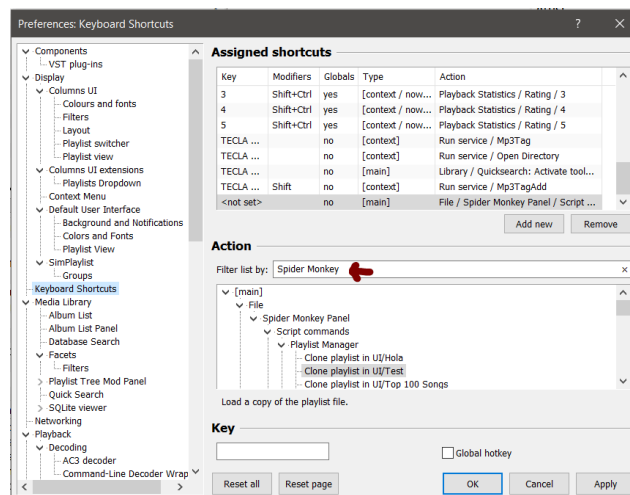 Preferences: Keyboard Shortcuts
?
Components
VST plug-ins
Display
Columns UI
Colours and fonts
Filters
Layout
Playlist switcher
Playlist view
Columns UI extensions
Playlists Dropdown
Context Menu
Default User Interface
Background and Notifications
Colors and Fonts
Playlist View
SimPlaylist
Groups
Keyboard Shortcuts
Media Library
Album List
Album List Panel
Database Search
Facets
Filters
Playlist Tree Mod Panel
Quick Search
SQLite viewer
Networking
Playback
Decoding
AC3 decoder
Command-Line Decoder Wrap
Assigned shortcuts
Key Modifiers Globals Type Action
3 Shift+Ctrl yes [context / now... Playback Statistics / Rating / 3
4 Shift+Ctrl yes [context / now... Playback Statistics / Rating / 4
5 Shift+Ctrl yes [context / now... Playback Statistics / Rating / 5
TECLA ... no [context] Run service / Mp3Tag
TECLA ... no [context] Run service / Open Directory
TECLA ... no [main] Library / Quicksearch: Activate tool...
TECLA ... Shift no [context] Run service / Mp3TagAdd
<not set> no [main] File / Spider Monkey Panel / Script ...
Add new Remove
Action
Filter list by: Spider Monkey
[main]
File
Spider Monkey Panel
Script commands
Playlist Manager
Clone playlist in UI/Hola
Clone playlist in UI/Test
Clone playlist in UI/Top 100 Songs
Load a copy of the playlist file.
Key
Global hotkey
Reset all Reset page OK Cancel Apply